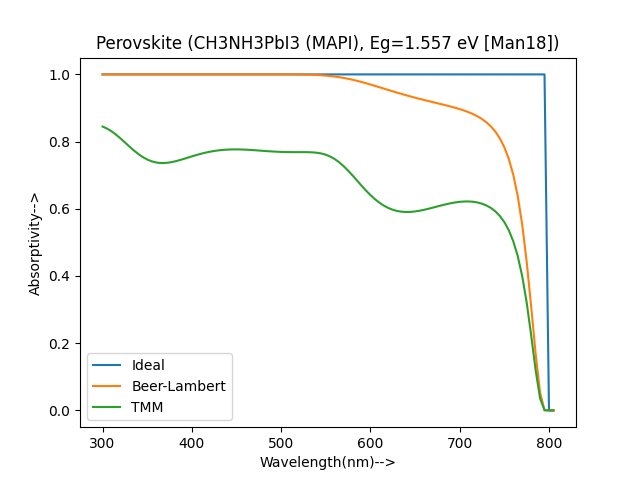 Perovskite (CH3NH3PbI3 (MAPI), Eg=1.557 eV [Man18])
1.0
0.8
0.6
0.4
0.2
0.0
Absorptivity-->
Ideal
Beer-Lambert
TMM
300 400 500 600 700 800
Wavelength(nm)-->